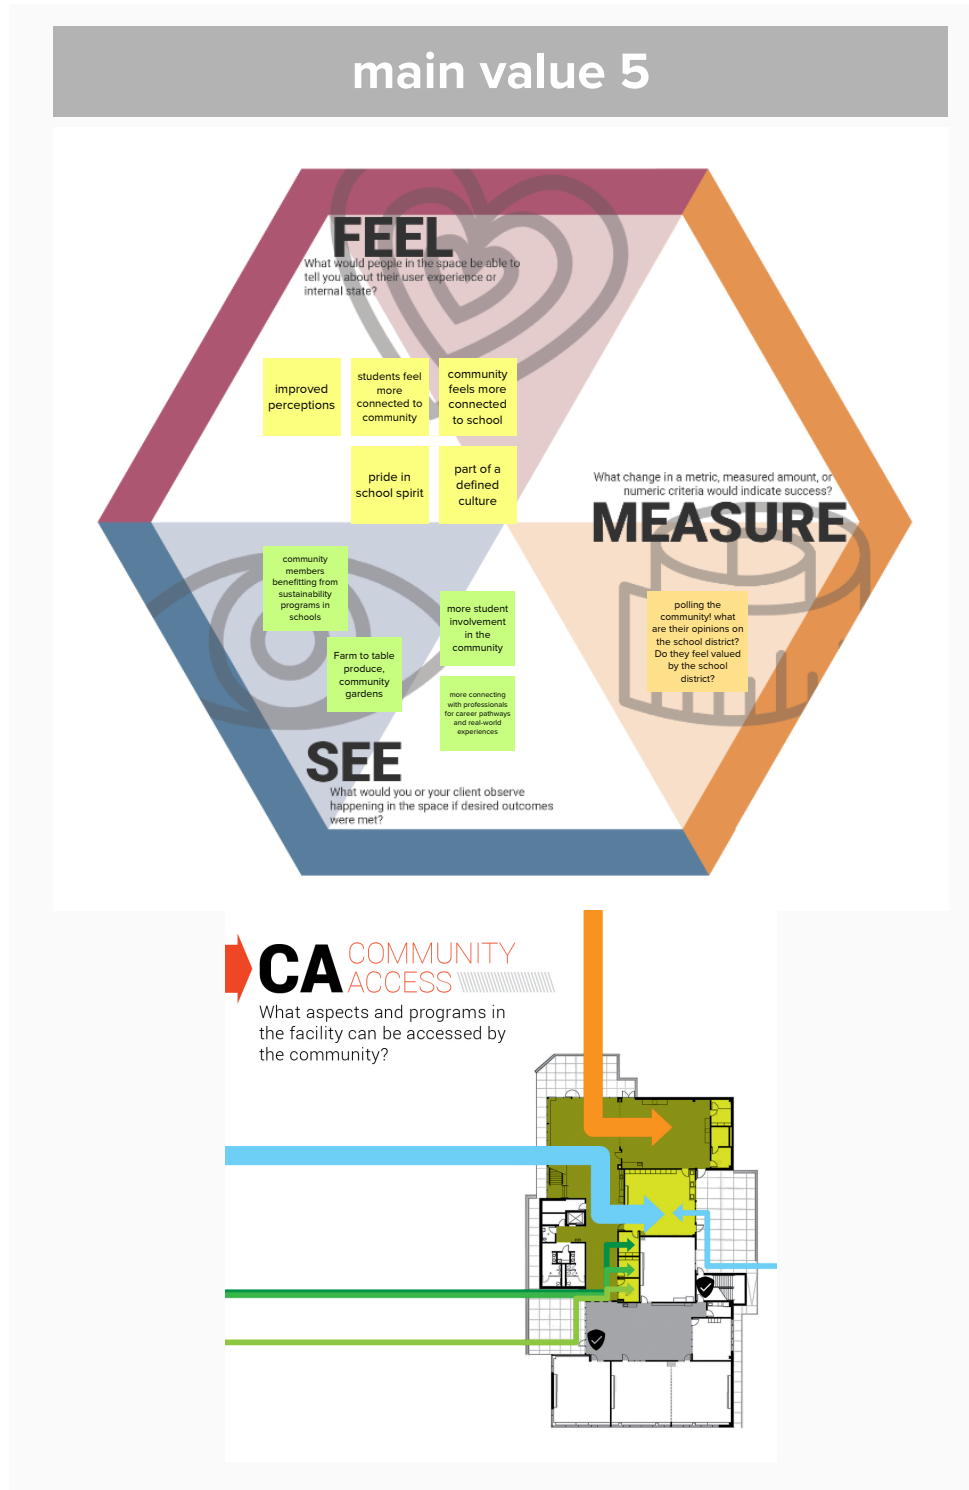 main value 5
FEEL
What would people in the space be able to
tell you about their user experience or
internal state?
improved
perceptions
students feel
more
connected to
community
community
feels more
connected
to school
pride in
school spirit
part of a
defined
culture
What change in a metric, measured amount, or
numeric criteria would indicate success?
MEASURE
polling the
community! what
are their opinions on
the school district?
Do they feel valued
by the school
district?
community
members
benefitting from
sustainability
programs in
schools
Farm to table
produce,
community
gardens
more student
involvement
in the
community
more connecting
with professionals
for career pathways
and real-world
experiences
SEE
What would you or your client observe
happening in the space if desired outcomes
were met?
CA COMMUNITY
ACCESS
What aspects and programs in
the facility can be accessed by
the community?